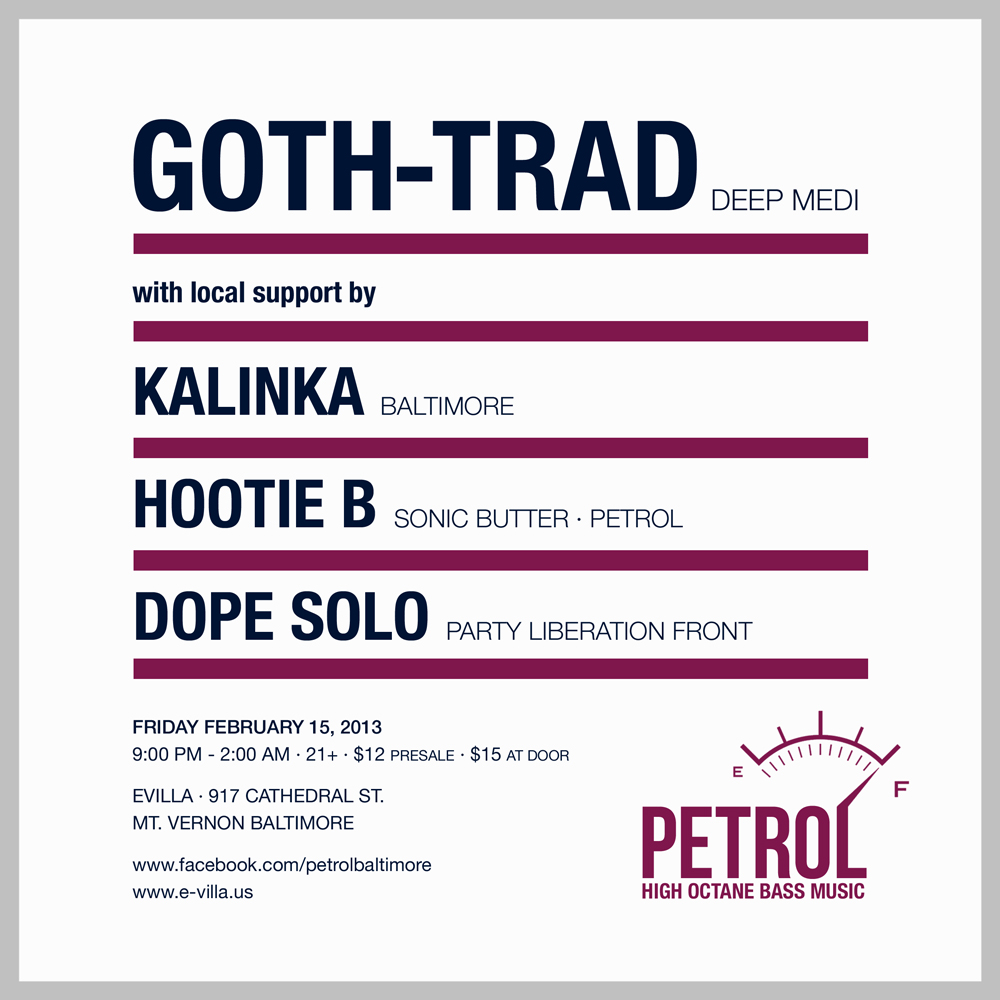 GOTH-TRAD DEEP MEDI
with local support by
KALINKA BALTIMORE
HOOTIE B SONIC BUTTER · PETROL
DOPE SOLO PARTY LIBERATION FRONT
FRIDAY FEBRUARY 15, 2013
9:00 PM - 2:00 AM · 21+ · $12 PRESALE · $15 AT DOOR
EVILLA · 917 CATHEDRAL ST.
MT. VERNON BALTIMORE
www.facebook.com/petrolbaltimore
www.e-villa.us
E F
PETROL
HIGH OCTANE BASS MUSIC